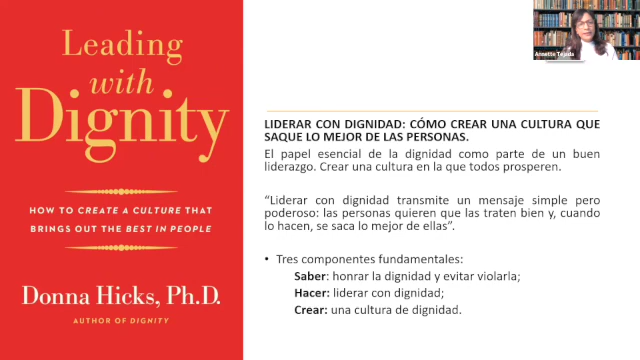 Leading
with
Dignity
HOW TO CREATE A CULTURE THAT
BRINGS OUT THE BEST IN PEOPLE
Donna Hicks, Ph.D.
AUTHOR OF DIGNITY
Annette Tejada
LIDERAR CON DIGNIDAD: CÓMO CREAR UNA CULTURA QUE
SAQUE LO MEJOR DE LAS PERSONAS.
El papel esencial de la dignidad como parte de un buen
liderazgo. Crear una cultura en la que todos prosperen.
“Liderar con dignidad transmite un mensaje simple pero
poderoso: las personas quieren que las traten bien y, cuando
lo hacen, se saca lo mejor de ellas”.
• Tres componentes fundamentales:
Saber: honrar la dignidad y evitar violarla;
Hacer: liderar con dignidad;
Crear: una cultura de dignidad.